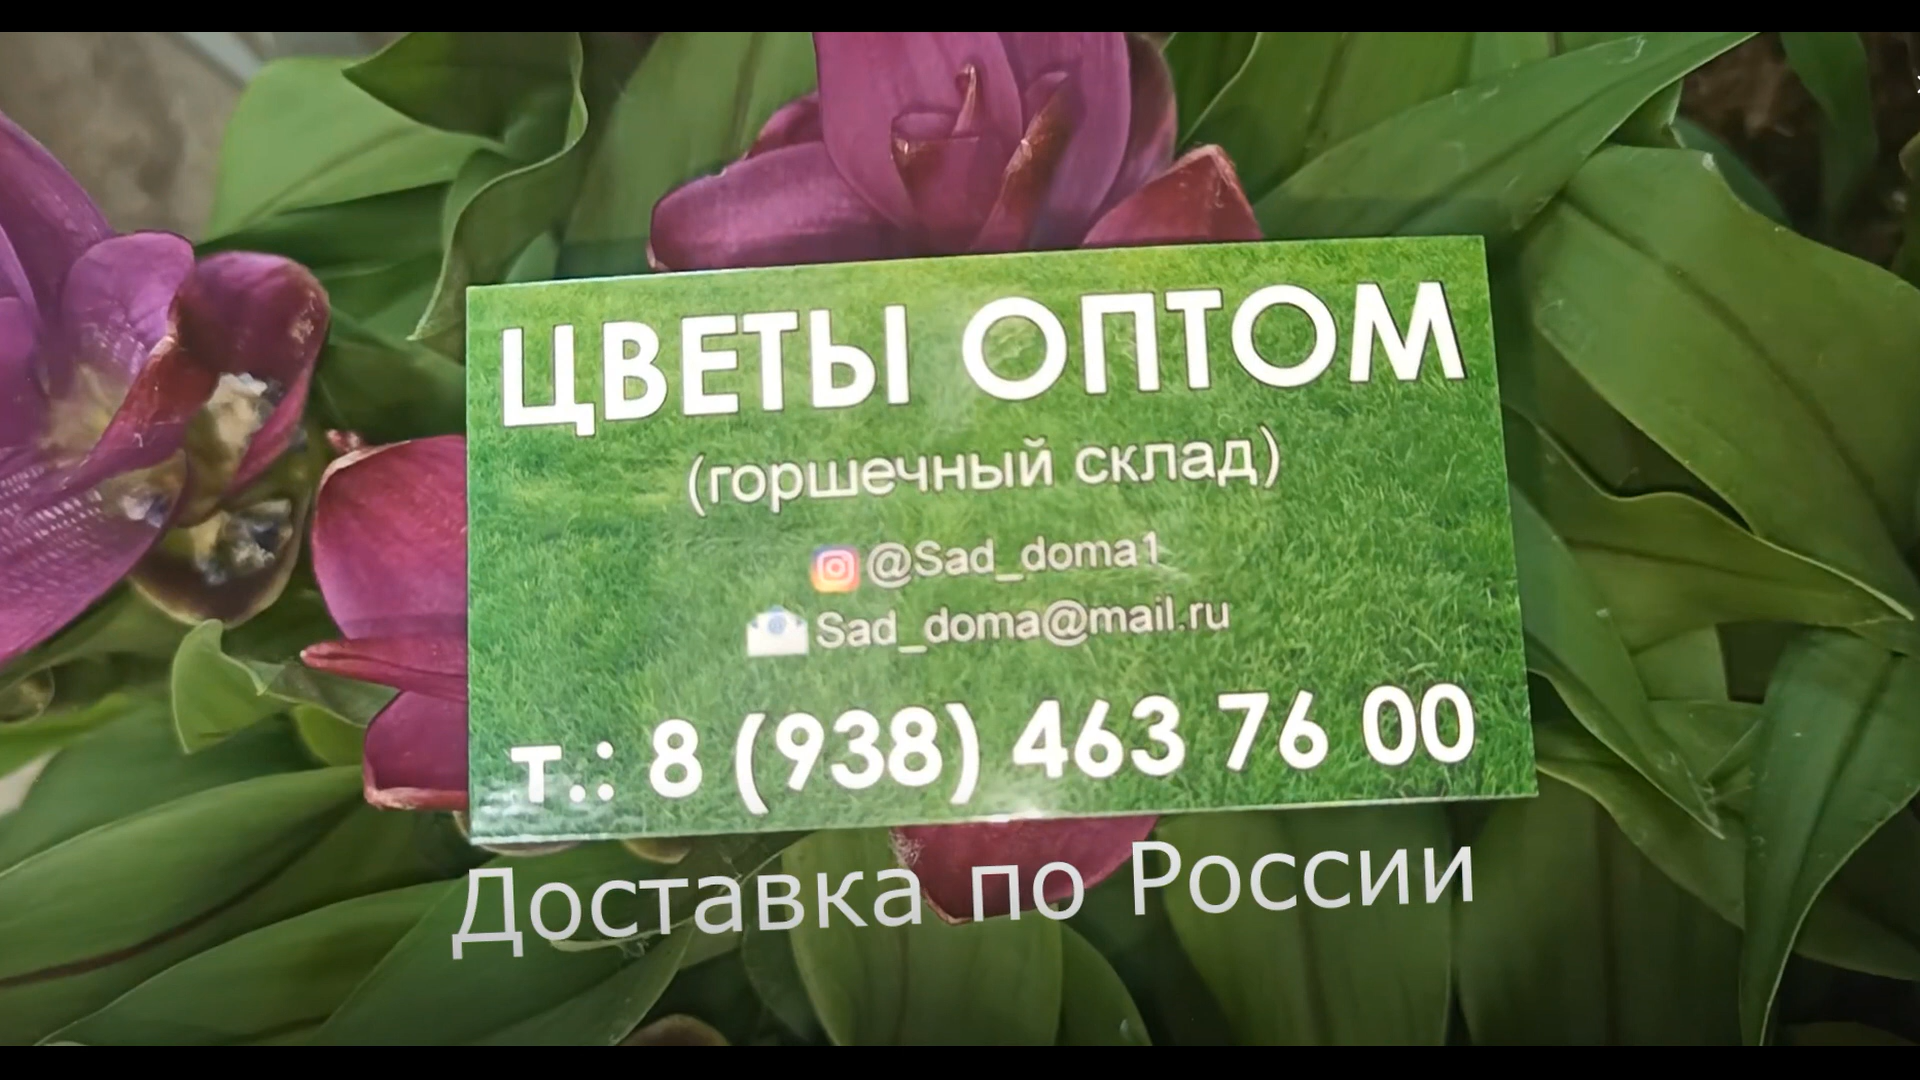 ЦВЕТЫ ОПТОМ
(горшечный склад)
@Sad_doma1
Sad_doma@mail.ru
т.: 8 (938) 463 76 00
Доставка по России